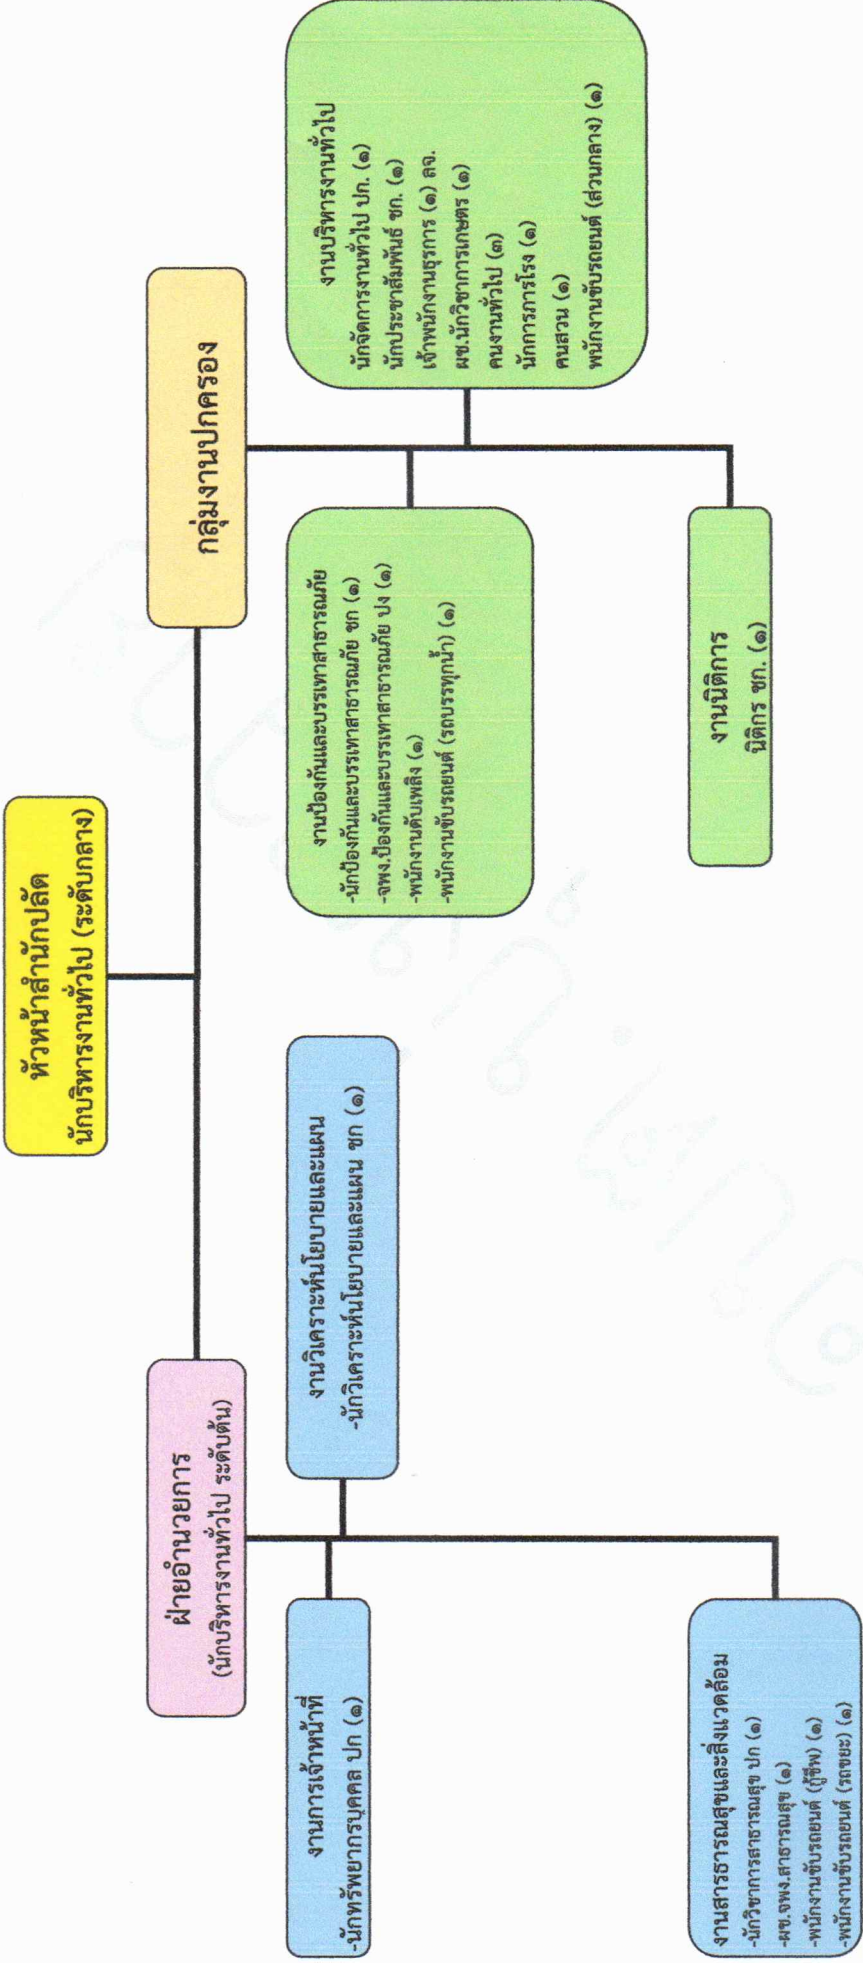 หัวหน้าสำนักปลัด
นักบริหารงานทั่วไป (ระดับกลาง)
ฝ่ายอำนวยการ
(นักบริหารงานทั่วไป ระดับต้น)
กลุ่มงานปกครอง
งานการเจ้าหน้าที่
-นักทรัพยากรบุคคล ปก (๑)
งานวิเคราะห์นโยบายและแผน
-นักวิเคราะห์นโยบายและแผน ชก (๑)
งานสารธารณสุขและสิ่งแวดล้อม
-นักวิชาการสาธารณสุข ปก (๑)
-ผช.จพง.สาธารณสุข (๑)
-พนักงานขับรถยนต์ (กู้ชีพ) (๑)
-พนักงานขับรถยนต์ (รถขยะ) (๑)
งานป้องกันและบรรเทาสาธารณภัย
-นักป้องกันและบรรเทาสาธารณภัย ชก (๑)
-จพง.ป้องกันและบรรเทาสาธารณภัย ปง (๑)
-พนักงานดับเพลิง (๑)
-พนักงานขับรถยนต์ (รถบรรทุกน้ำ) (๑)
งานบริหารงานทั่วไป
นักจัดการงานทั่วไป ปก. (๑)
นักประชาสัมพันธ์ ชก. (๑)
เจ้าพนักงานธุรการ (๑) ลจ.
ผช.นักวิชาการเกษตร (๑)
คนงานทั่วไป (๓)
นักการภารโรง (๑)
คนสวน (๑)
พนักงานขับรถยนต์ (ส่วนกลาง) (๑)
งานนิติการ
นิติกร ชก. (๑)